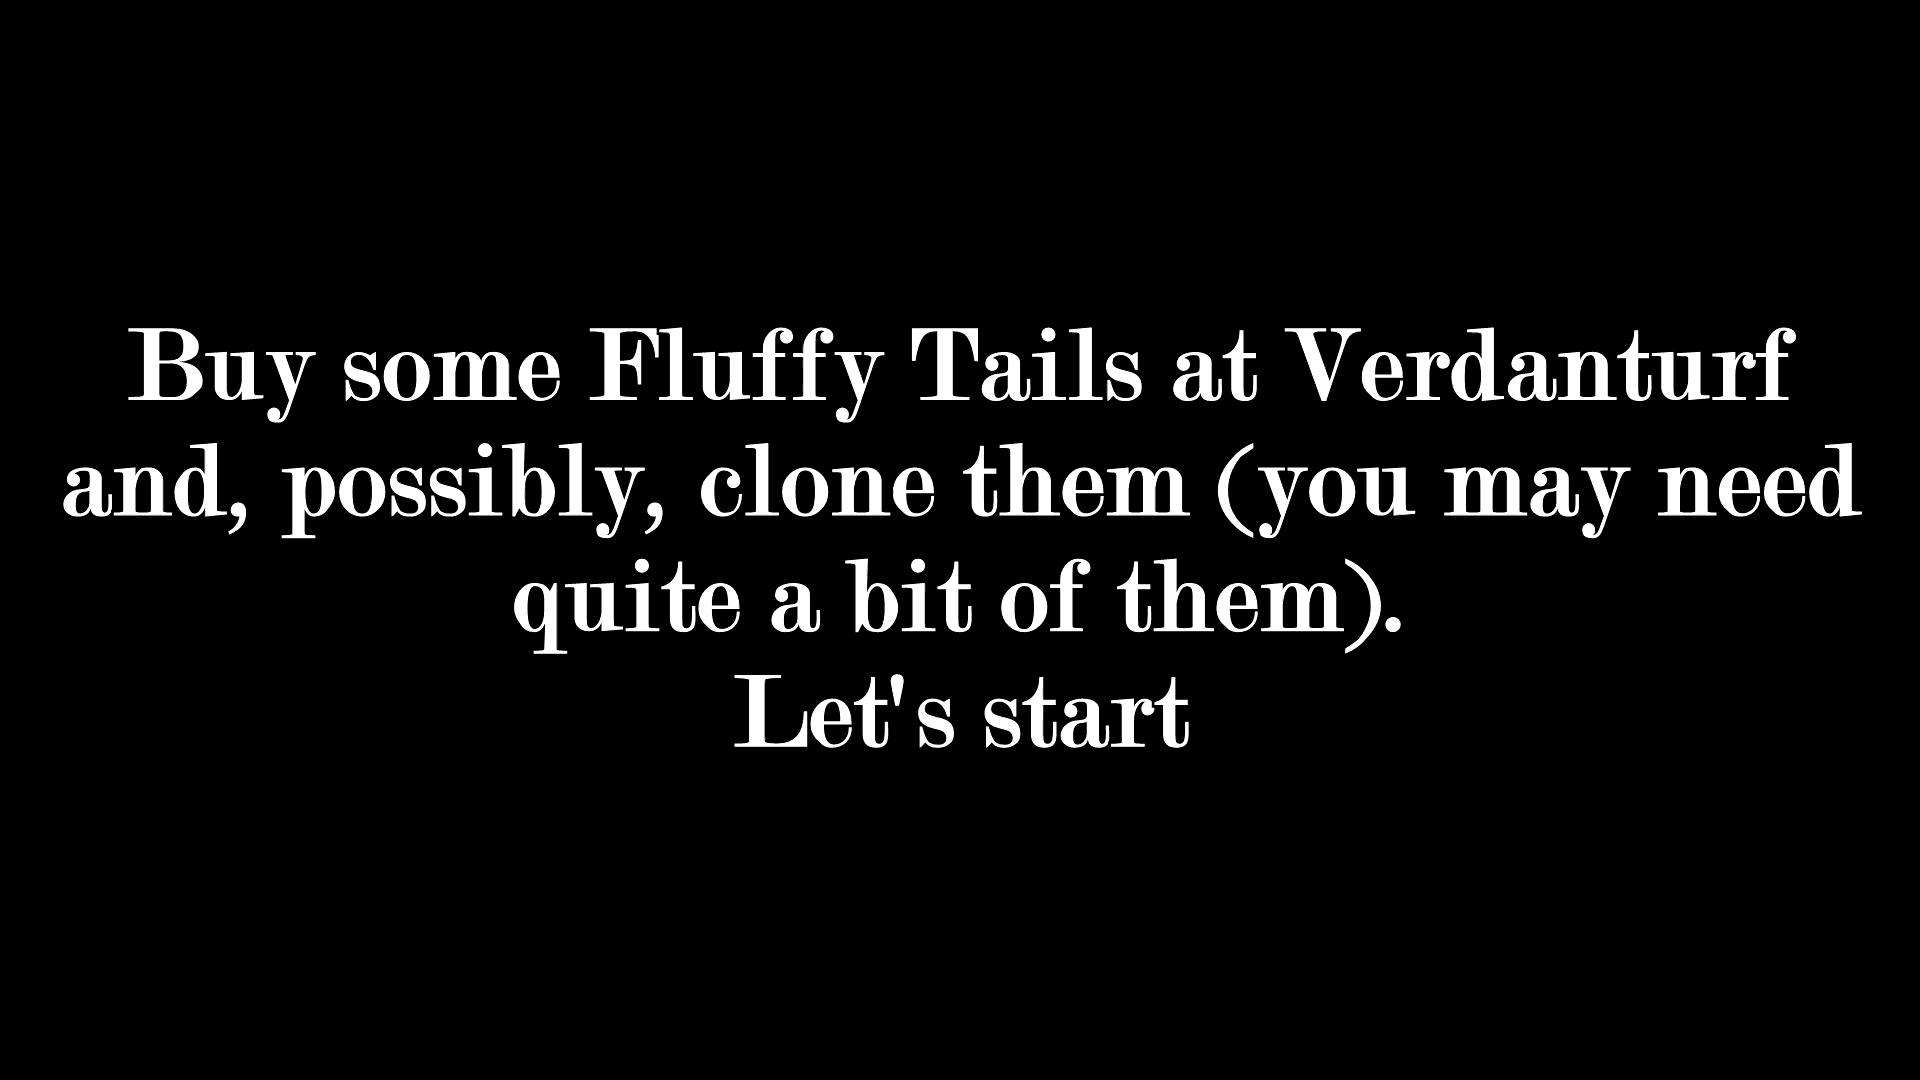 Buy some Fluffy Tails at Verdanturf
and, possibly, clone them (you may need
quite a bit of them).
Let's start